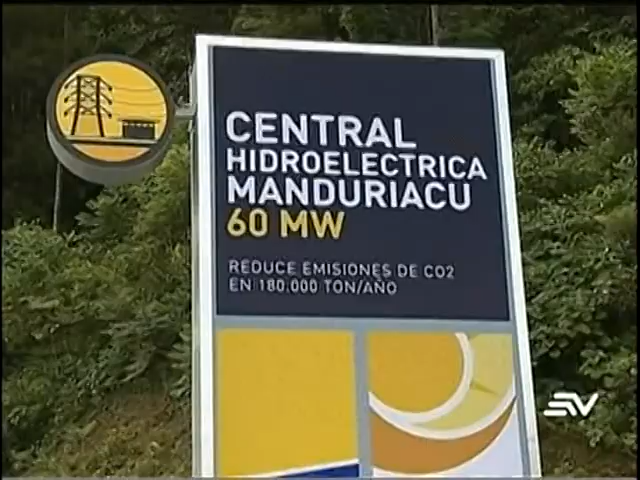 CENTRAL
HIDROELECTRICA
MANDURIACU
60 MW
REDUCE EMISIONES DE CO2
EN 180.000 TON/AÑO